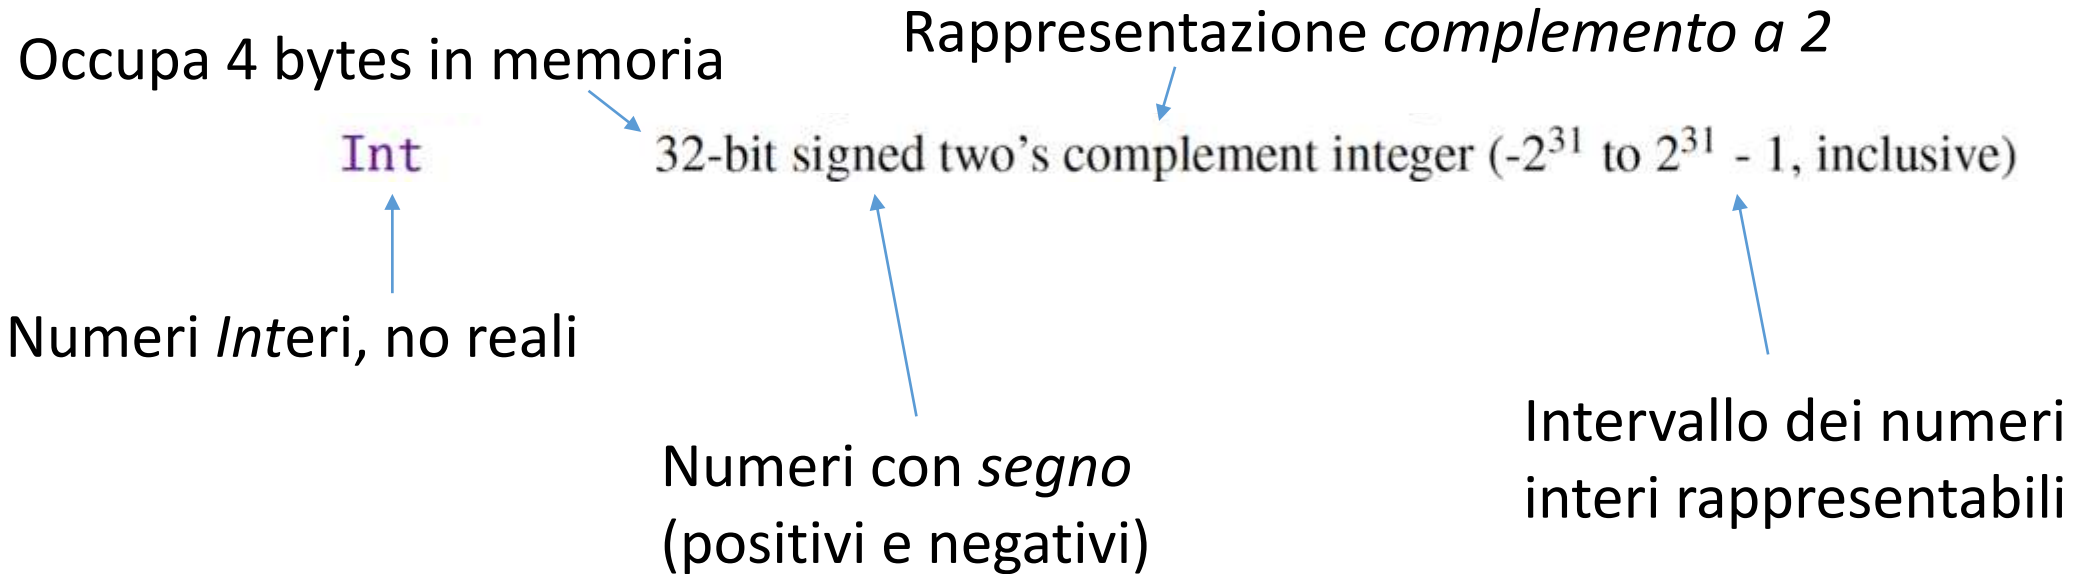 Occupa 4 bytes in memoria
Rappresentazione complemento a 2
Int
32-bit signed two’s complement integer (-2³¹ to 2³¹ - 1, inclusive)
Numeri Interi, no reali
Numeri con segno
(positivi e negativi)
Intervallo dei numeri
interi rappresentabili